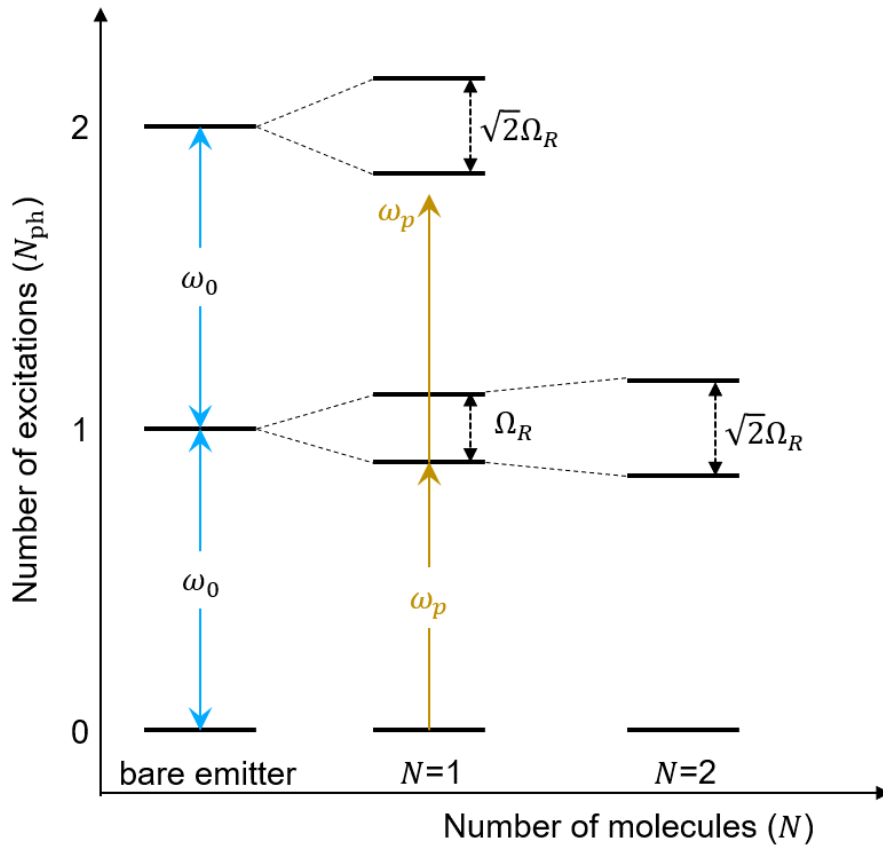 2
√2Ω_R
ω_p
ω_0
Number of excitations (N_ph)
1
Ω_R
√2Ω_R
ω_0
ω_p
0
bare emitter
N=1
N=2
Number of molecules (N)